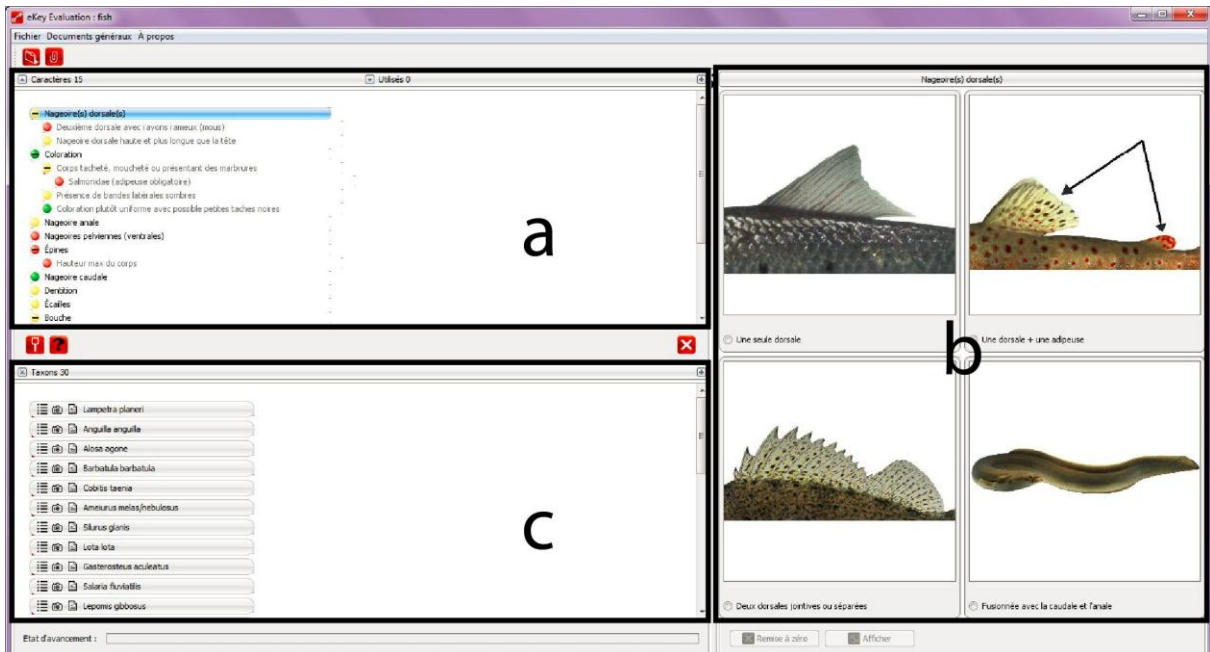 eKey Evaluation : fish
Fichier Documents généraux À propos
Caractères 15
Utilisés 0
Nageoire(s) dorsale(s)
Deuxième dorsale avec rayons rameux (mous)
Nageoire dorsale haute et plus longue que la tête
Coloration
Corps tacheté, moucheté ou présentant des marbrures
Salmonidae (adipeuse obligatoire)
Présence de bandes latérales sombres
Coloration plutôt uniforme avec possible petites taches noires
Nageoire anale
Nageoires pelviennes (ventrales)
Épines
Hauteur max du corps
Nageoire caudale
Dentition
Écailles
Bouche
a
Taxons 30
Lampetra planeri
Anguilla anguilla
Alosa agone
Barbatula barbatula
Cobitis taenia
Ameiurus melas/nebulosus
Silurus glanis
Lota lota
Gasterosteus aculeatus
Salaria fluviatilis
Lepomis gibbosus
c
Etat d'avancement :
Nageoire(s) dorsale(s)
Une seule dorsale
Une dorsale + une adipeuse
b
Deux dorsales jointives ou séparées
Fusionnée avec la caudale et l'anale
Remise à zéro
Afficher